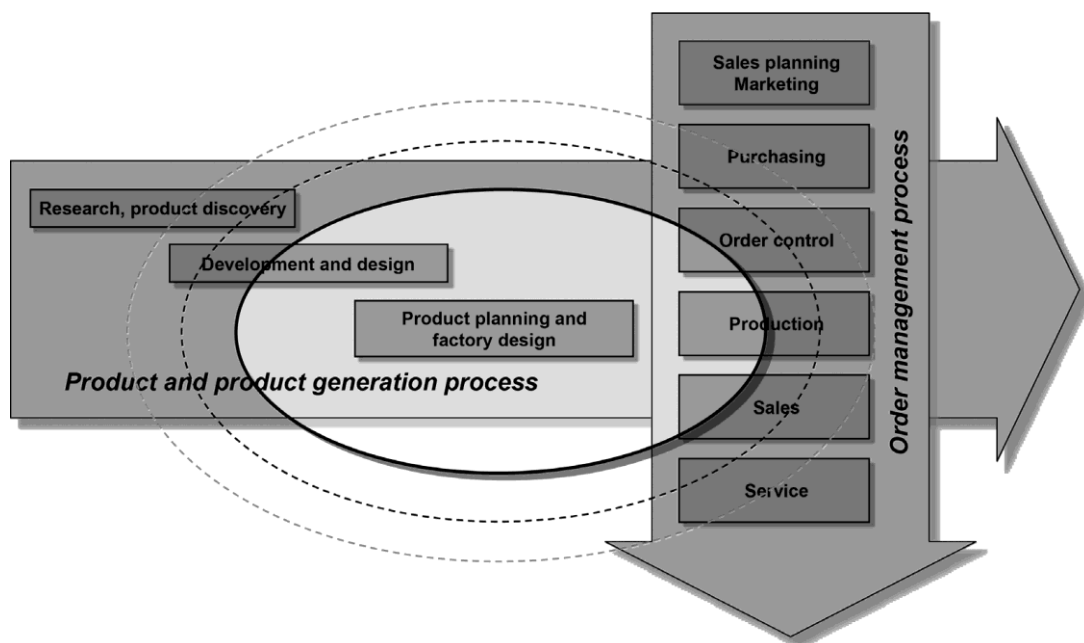 Sales planning
Marketing
Purchasing
Research, product discovery
Order control
Development and design
Product planning and
factory design
Production
Product and product generation process
Sales
Service
Order management process